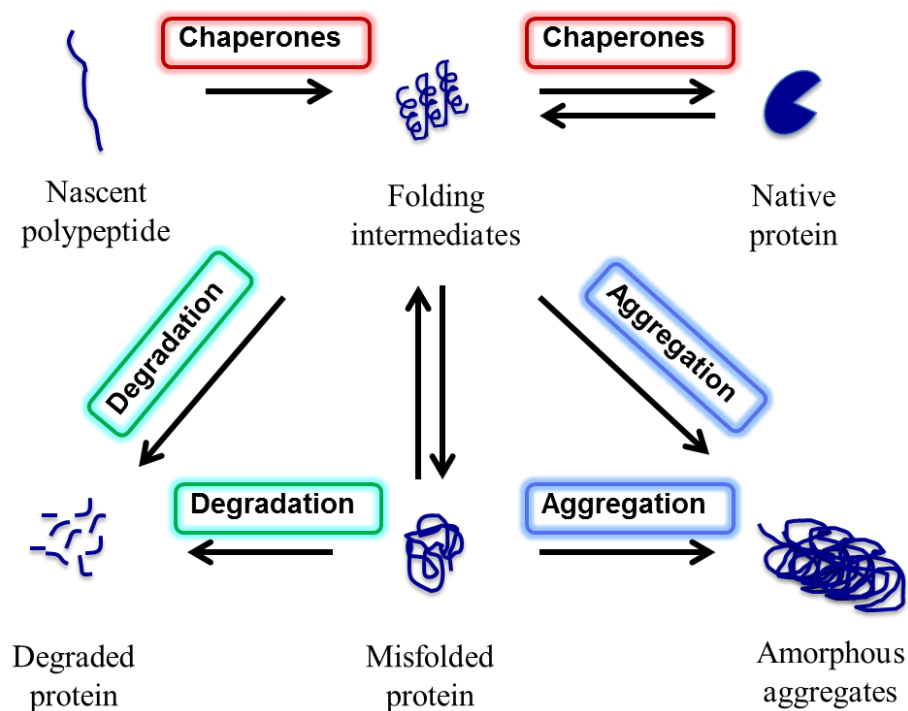 Chaperones
Chaperones
Nascent
polypeptide
Folding
intermediates
Native
protein
Degradation
Aggregation
Degradation
Aggregation
Degraded
protein
Misfolded
protein
Amorphous
aggregates